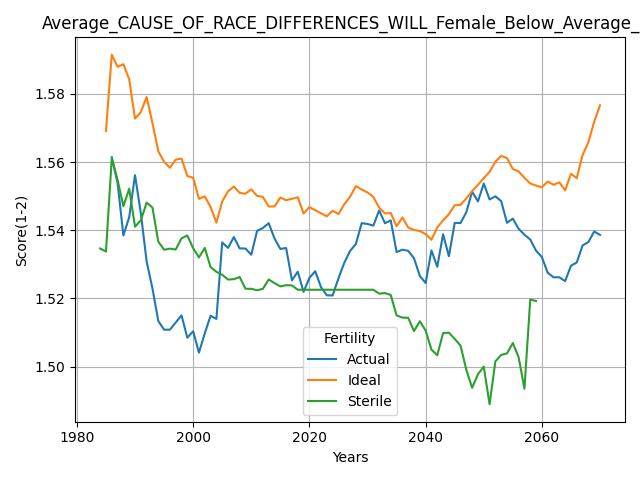 Average_CAUSE_OF_RACE_DIFFERENCES_WILL_Female_Below_Average_
1.58
1.56
1.54
1.52
1.50
Score(1-2)
1980
2000
2020
2040
2060
Years
Fertility
Actual
Ideal
Sterile